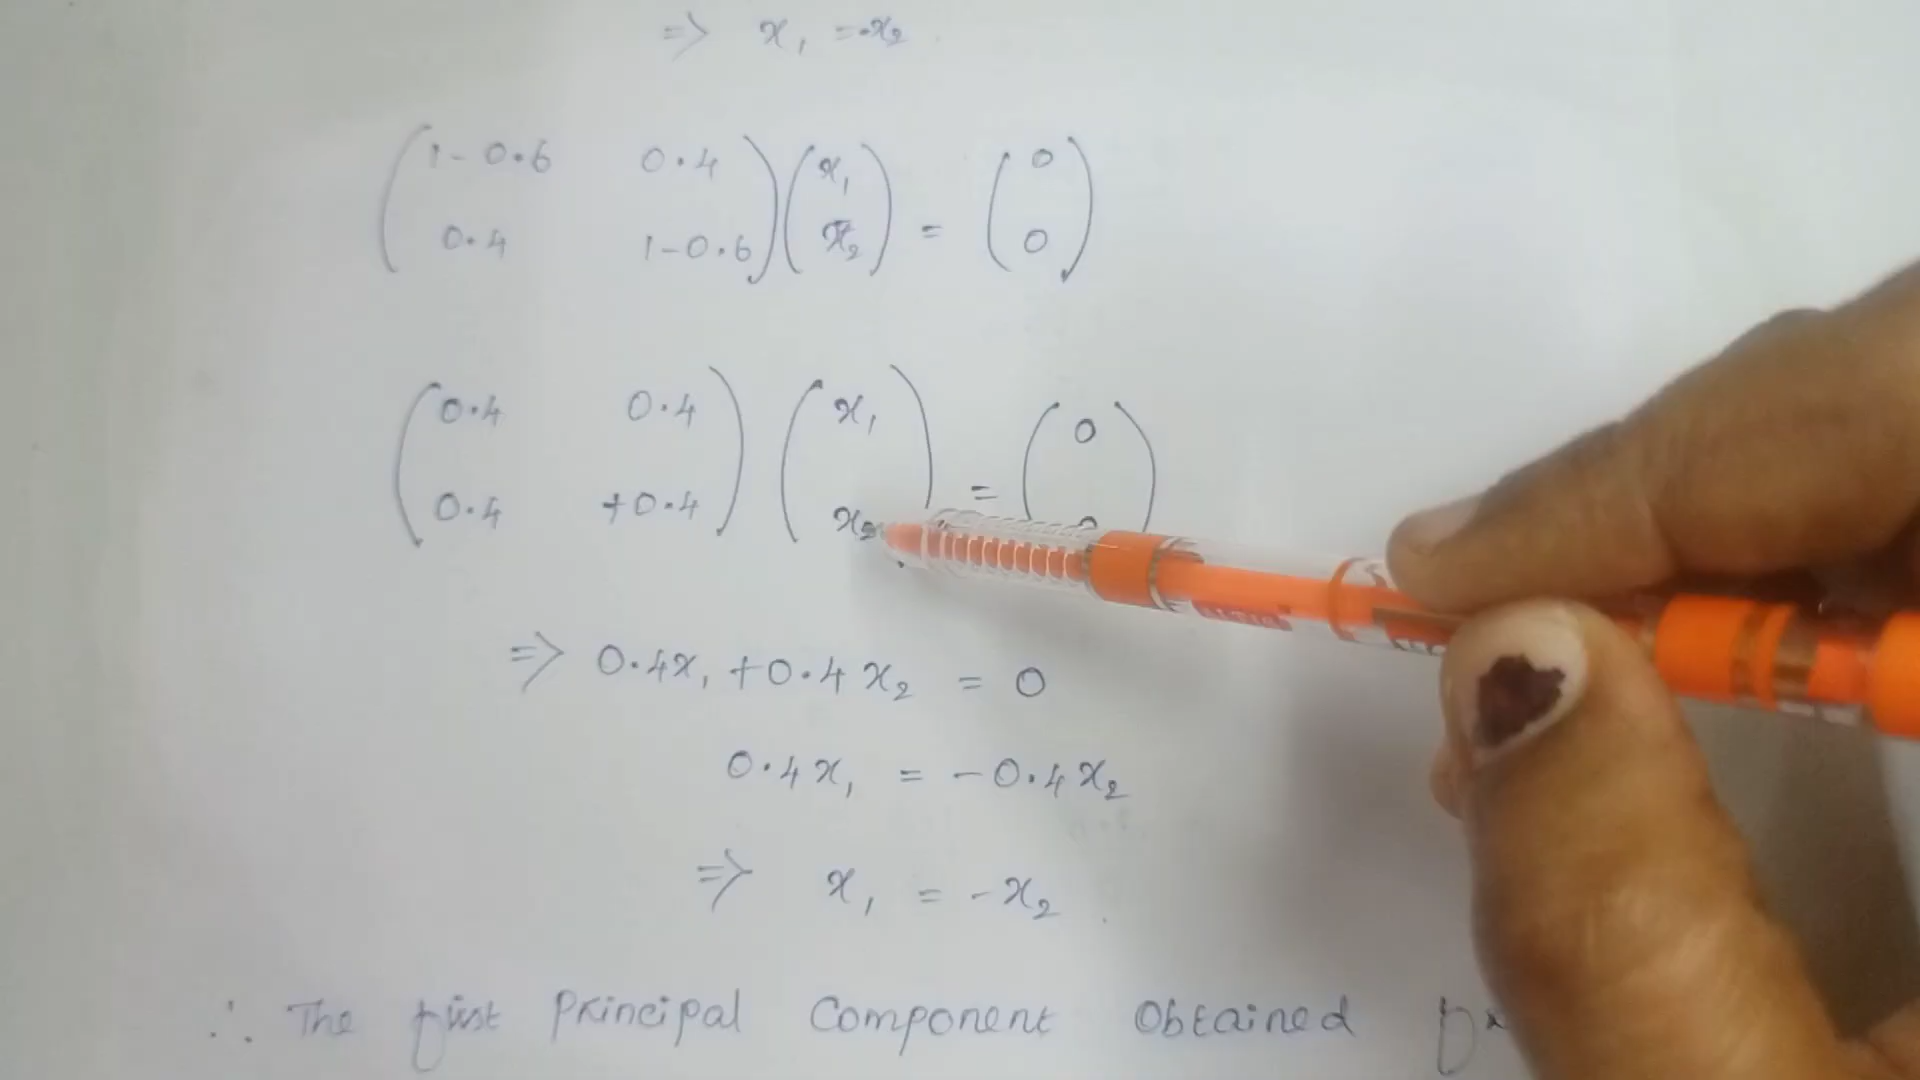 => x₁ = x₂
( 1-0.6 0.4 ) ( x₁ ) = ( 0 )
( 0.4 1-0.6 ) ( x₂ ) ( 0 )
( 0.4 0.4 ) ( x₁ ) = ( 0 )
( 0.4 +0.4 ) ( x₂ ) ( 0 )
=> 0.4x₁ + 0.4x₂ = 0
0.4x₁ = -0.4x₂
=> x₁ = -x₂.
∴ The first Principal Component Obtained